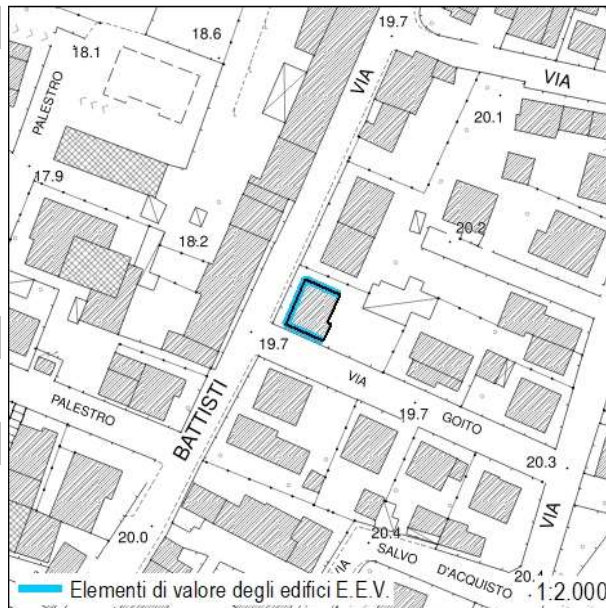 19.7
18.6
18.1
VIA
VIA
PALESTRO
20.1
17.9
20.2
18.2
19.7
VIA
GOITO
PALESTRO
BATTISTI
19.7
20.3
VIA
20.0
20.4
VIA
SALVO
D'ACQUISTO
20.4
Elementi di valore degli edifici E.E.V.
1:2.000